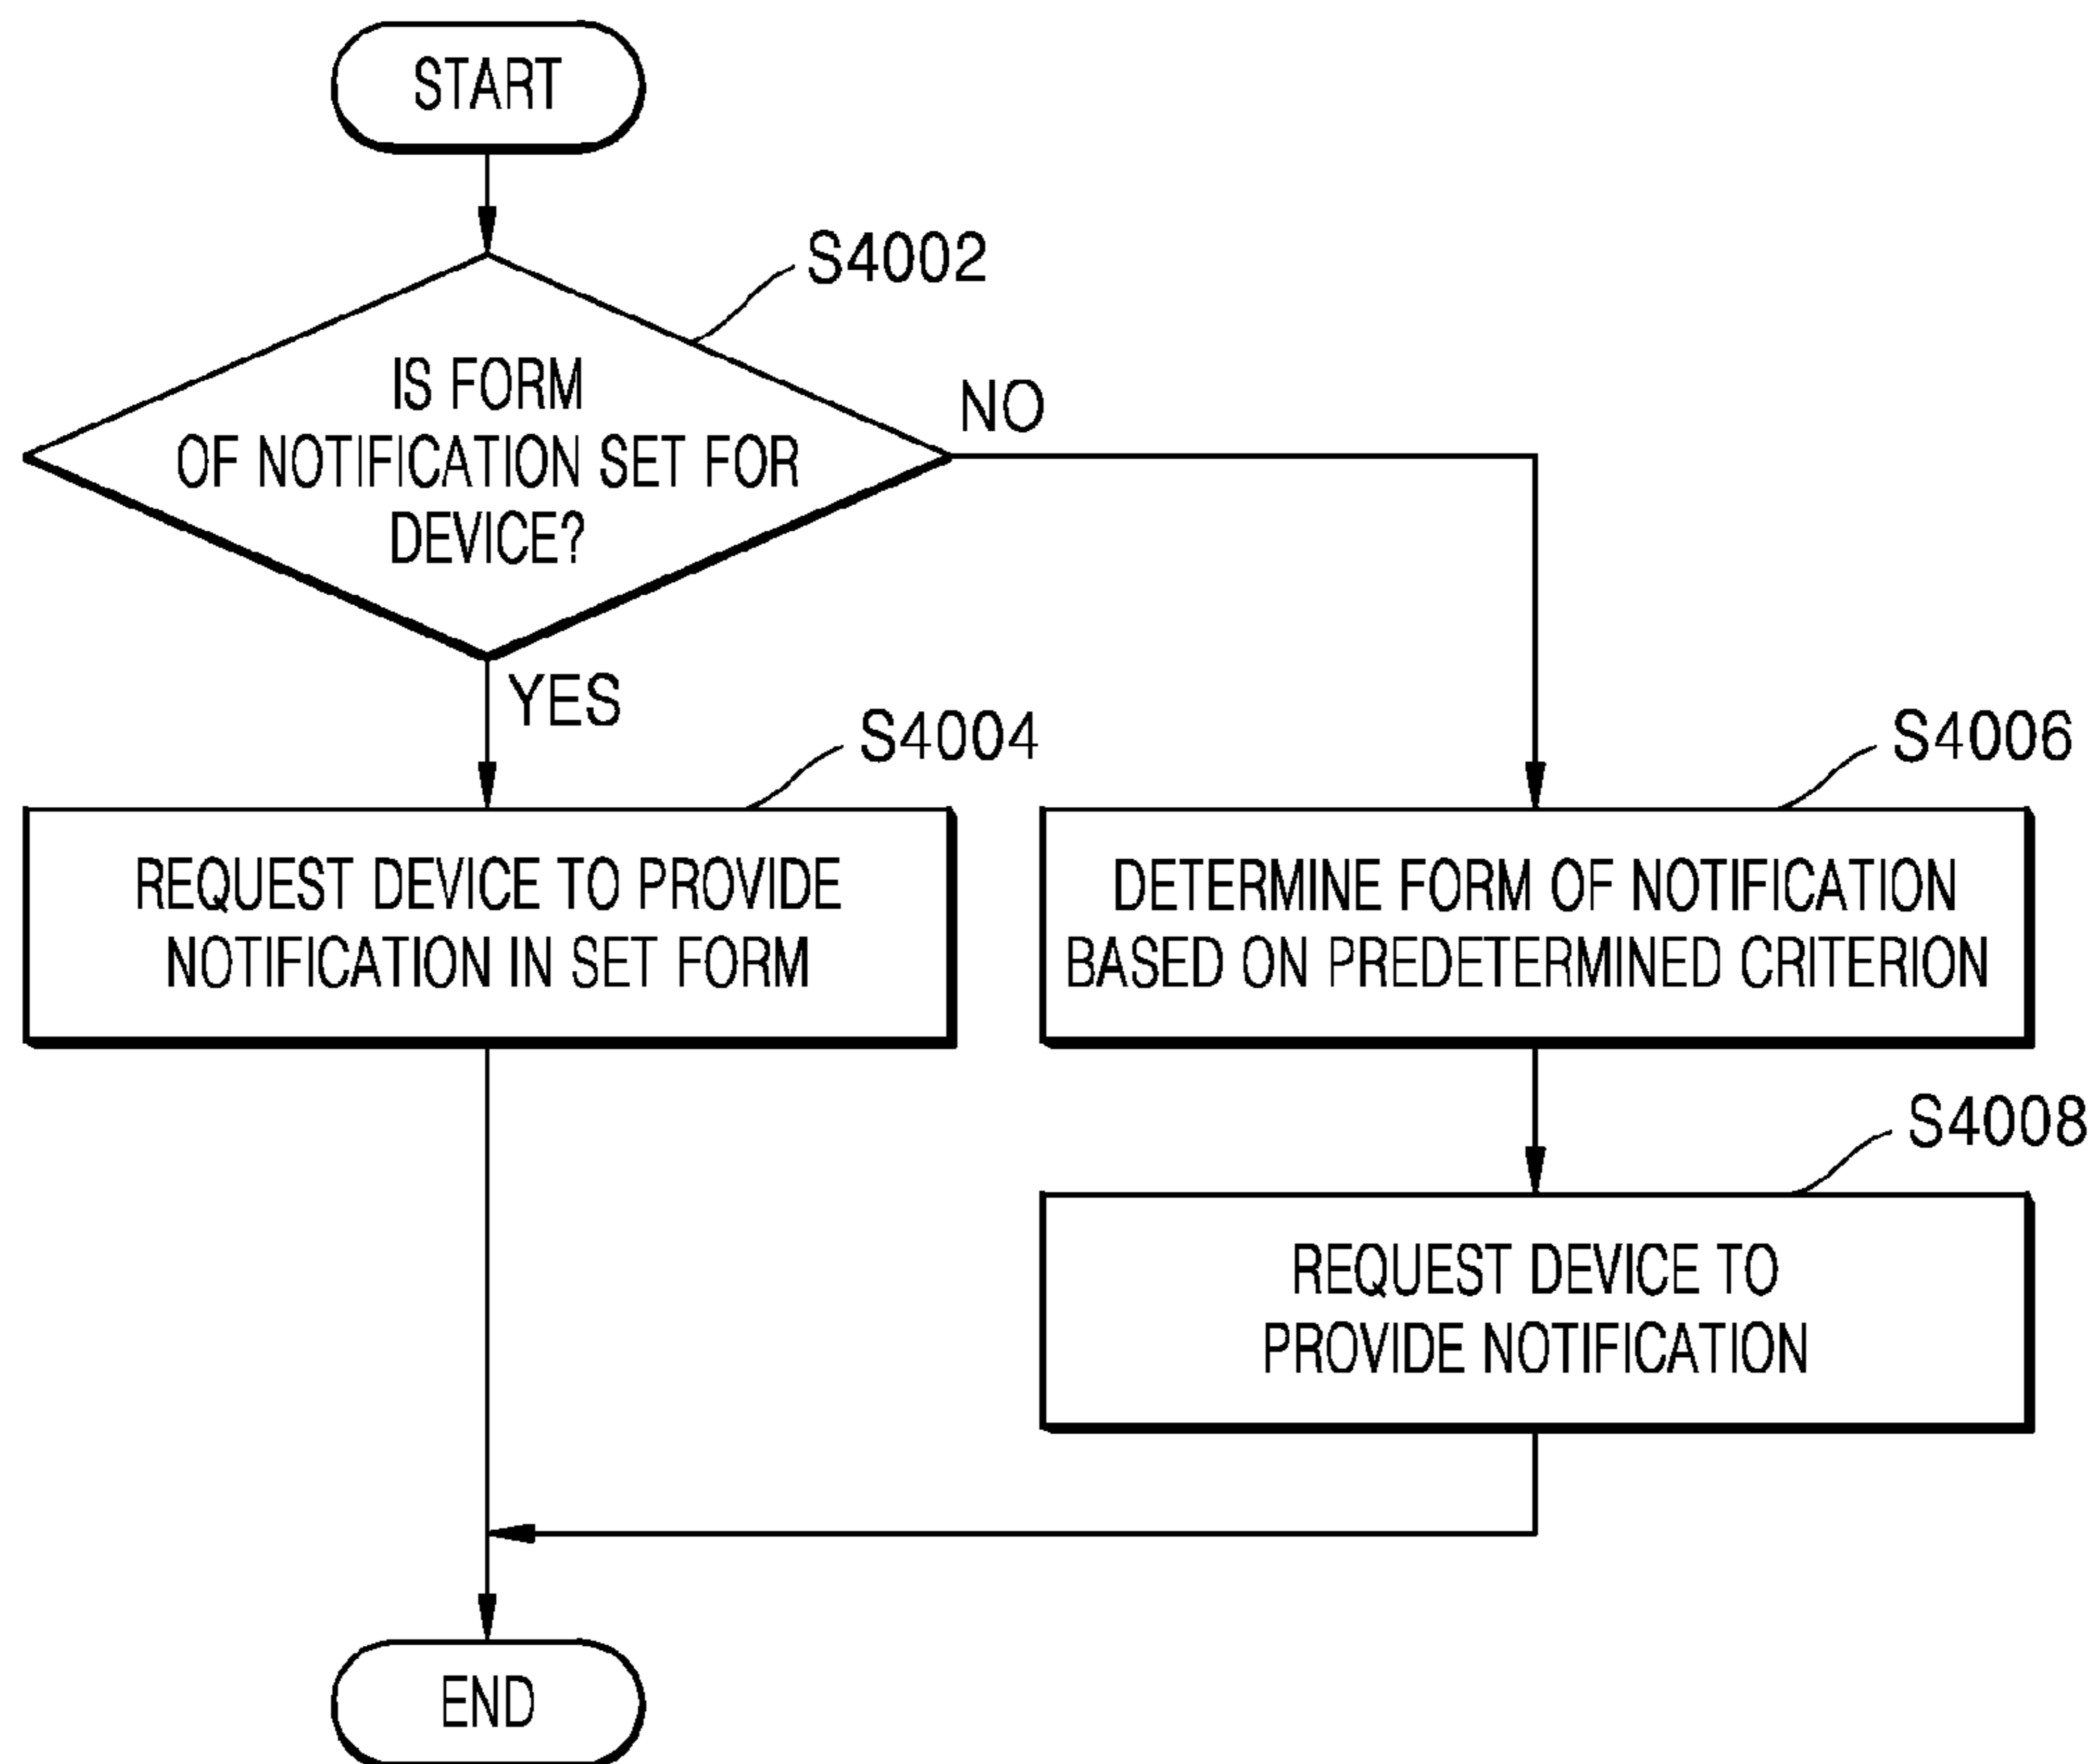 START
S4002
IS FORM
OF NOTIFICATION SET FOR
DEVICE?
NO
YES
S4004
REQUEST DEVICE TO PROVIDE
NOTIFICATION IN SET FORM
S4006
DETERMINE FORM OF NOTIFICATION
BASED ON PREDETERMINED CRITERION
S4008
REQUEST DEVICE TO
PROVIDE NOTIFICATION
END